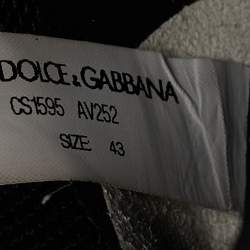 DOLCE & GABBANA
CS1595 AV252
SIZE: 43